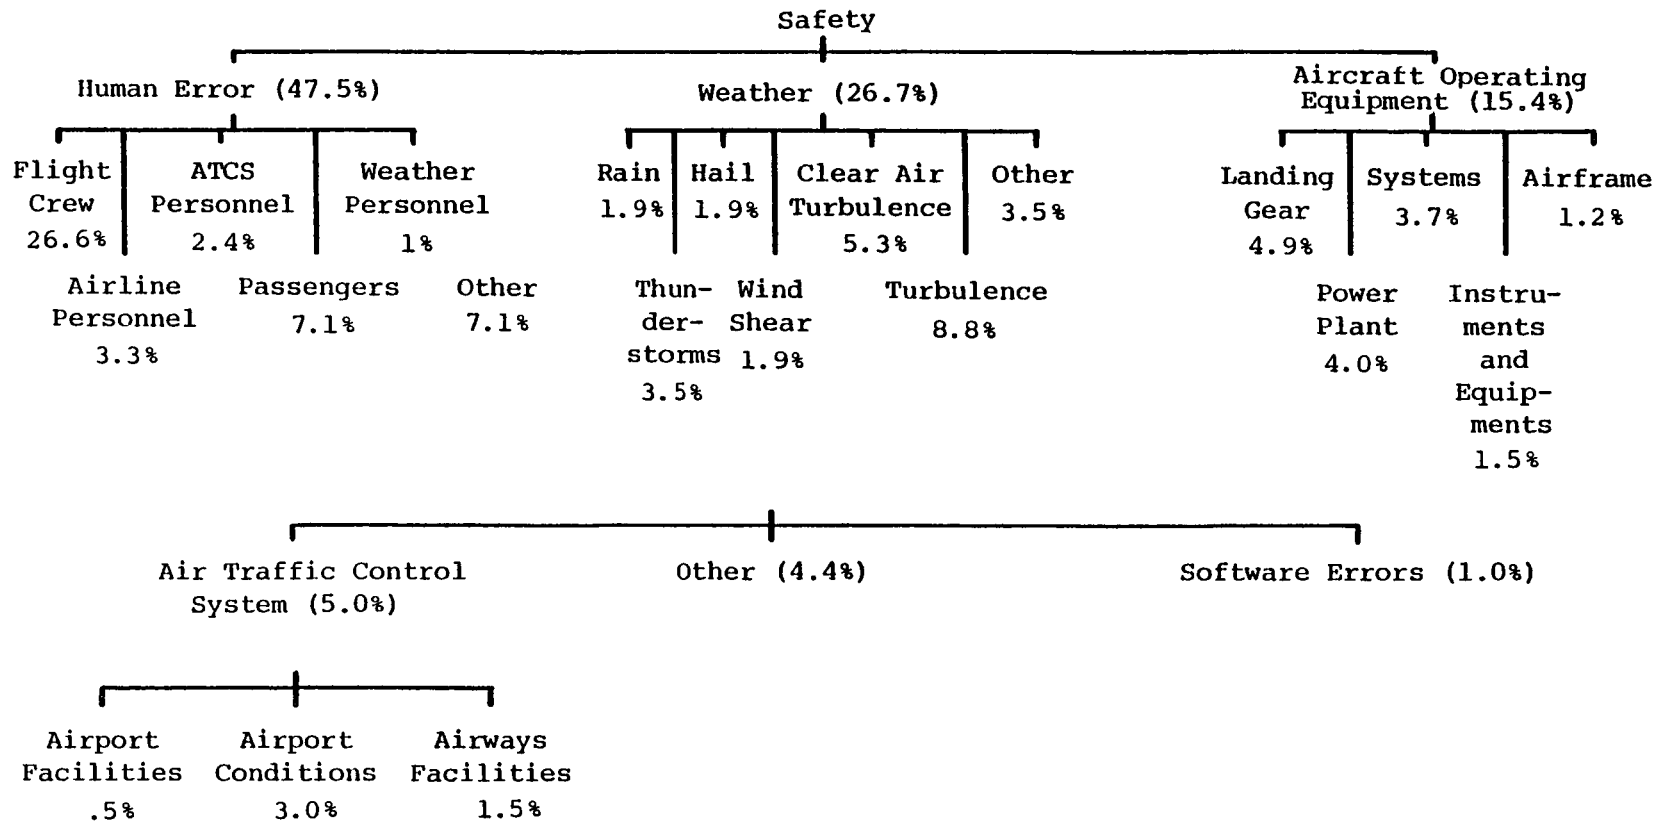 Safety
Human Error (47.5%)
Weather (26.7%)
Aircraft Operating
Equipment (15.4%)
Flight
Crew
26.6%
ATCS
Personnel
2.4%
Weather
Personnel
1%
Airline
Personnel
3.3%
Passengers
7.1%
Other
7.1%
Rain
1.9%
Hail
1.9%
Clear Air
Turbulence
5.3%
Other
3.5%
Thun-
der-
storms
3.5%
Wind
Shear
1.9%
Turbulence
8.8%
Landing
Gear
4.9%
Systems
3.7%
Airframe
1.2%
Power
Plant
4.0%
Instru-
ments
and
Equip-
ments
1.5%
Air Traffic Control
System (5.0%)
Other (4.4%)
Software Errors (1.0%)
Airport
Facilities
.5%
Airport
Conditions
3.0%
Airways
Facilities
1.5%